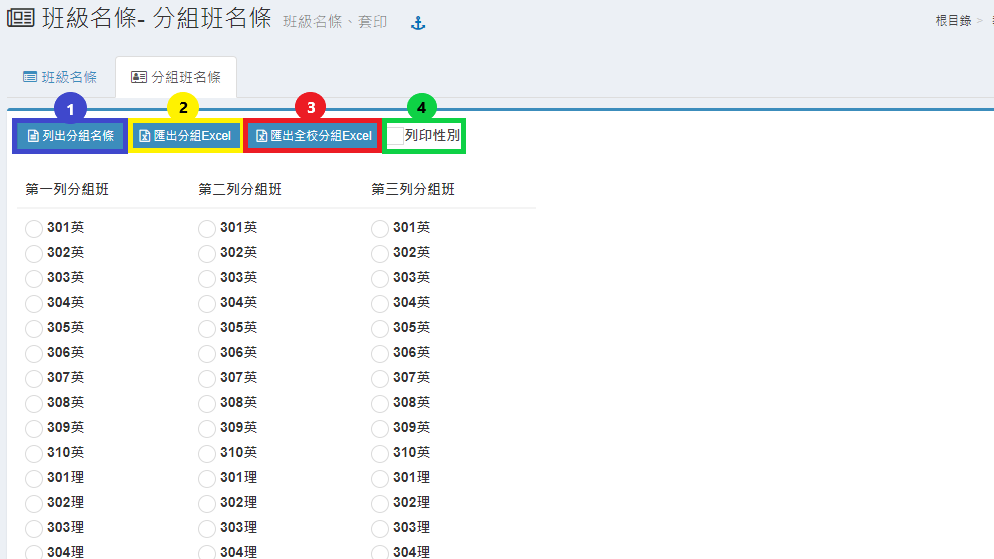 班級名條- 分組班名條 班級名條、套印
根目錄 >
班級名條 分組班名條
1 2 3 4
列出分組名條 匯出分組Excel 匯出全校分組Excel 列印性別
第一列分組班 第二列分組班 第三列分組班
301英 301英 301英
302英 302英 302英
303英 303英 303英
304英 304英 304英
305英 305英 305英
306英 306英 306英
307英 307英 307英
308英 308英 308英
309英 309英 309英
310英 310英 310英
301理 301理 301理
302理 302理 302理
303理 303理 303理
304理 304理 304理